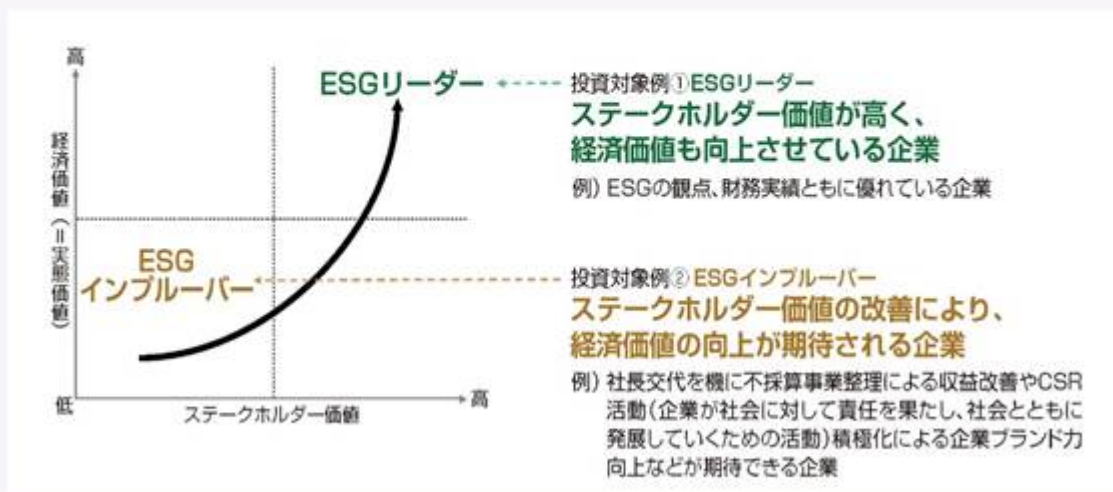 高
ESGリーダー
投資対象例①ESGリーダー
ステークホルダー価値が高く、
経済価値も向上させている企業
例）ESGの観点、財務実績ともに優れている企業
経済価値（＝実態価値）
ESG
インプルーバー
投資対象例②ESGインプルーバー
ステークホルダー価値の改善により、
経済価値の向上が期待される企業
例）社長交代を機に不採算事業整理による収益改善やCSR
活動（企業が社会に対して責任を果たし、社会とともに
発展していくための活動）積極化による企業ブランド力
向上などが期待できる企業
低
ステークホルダー価値
高